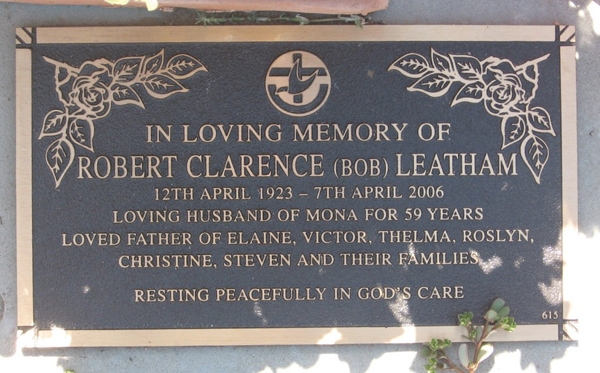 IN LOVING MEMORY OF
ROBERT CLARENCE (BOB) LEATHAM
12TH APRIL 1923 – 7TH APRIL 2006
LOVING HUSBAND OF MONA FOR 59 YEARS
LOVED FATHER OF ELAINE, VICTOR, THELMA, ROSLYN,
CHRISTINE, STEVEN AND THEIR FAMILIES
RESTING PEACEFULLY IN GOD'S CARE
615